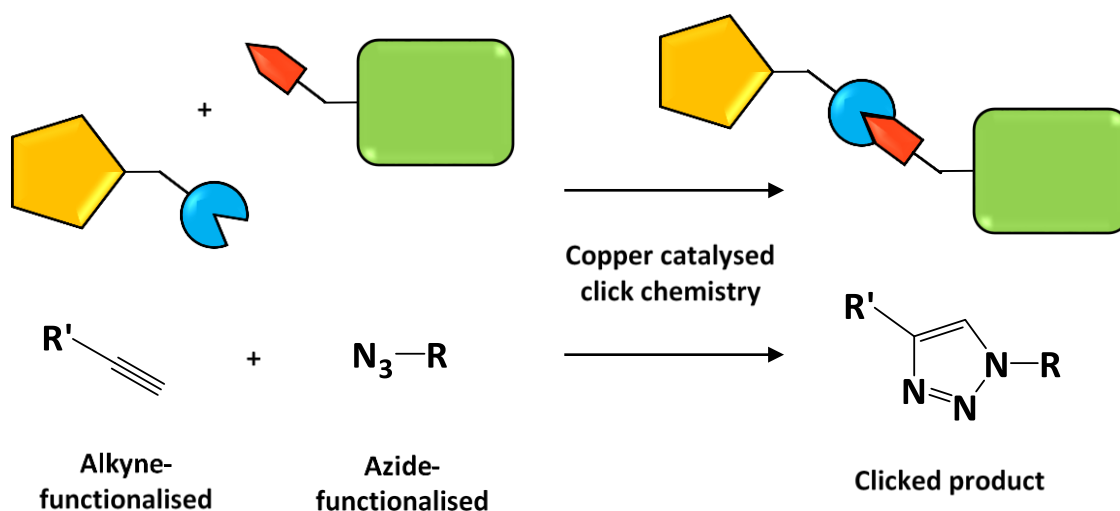 +
Copper catalysed
click chemistry
R'
+
N₃—R
R'
N—R
N
N
Alkyne-
functionalised
Azide-
functionalised
Clicked product